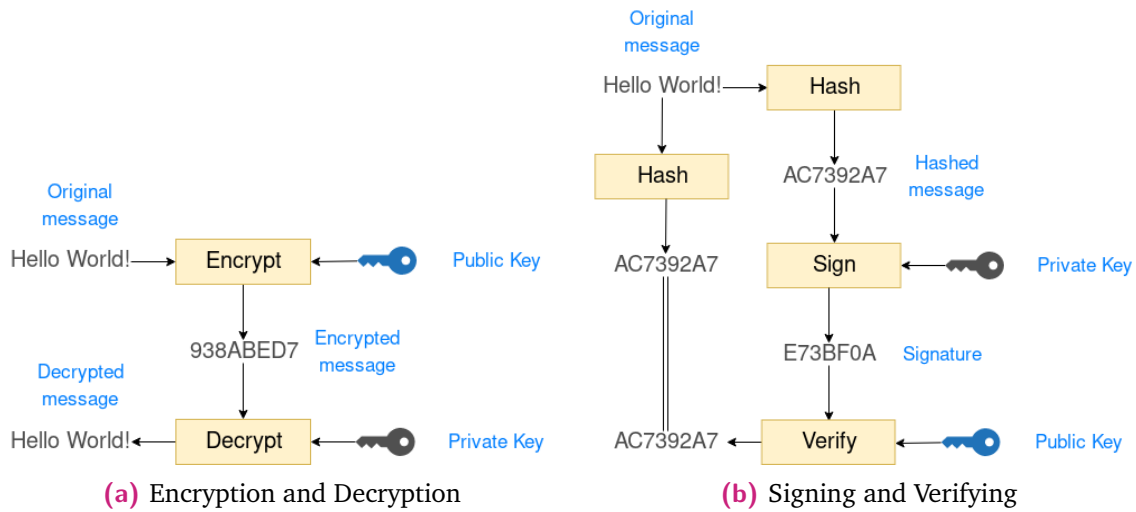 Original
message
Hello World!
Encrypt
Public Key
938ABED7
Encrypted
message
Decrypted
message
Hello World!
Decrypt
Private Key
(a) Encryption and Decryption
Original
message
Hello World!
Hash
Hash
AC7392A7
Hashed
message
AC7392A7
Sign
Private Key
E73BF0A
Signature
AC7392A7
Verify
Public Key
(b) Signing and Verifying